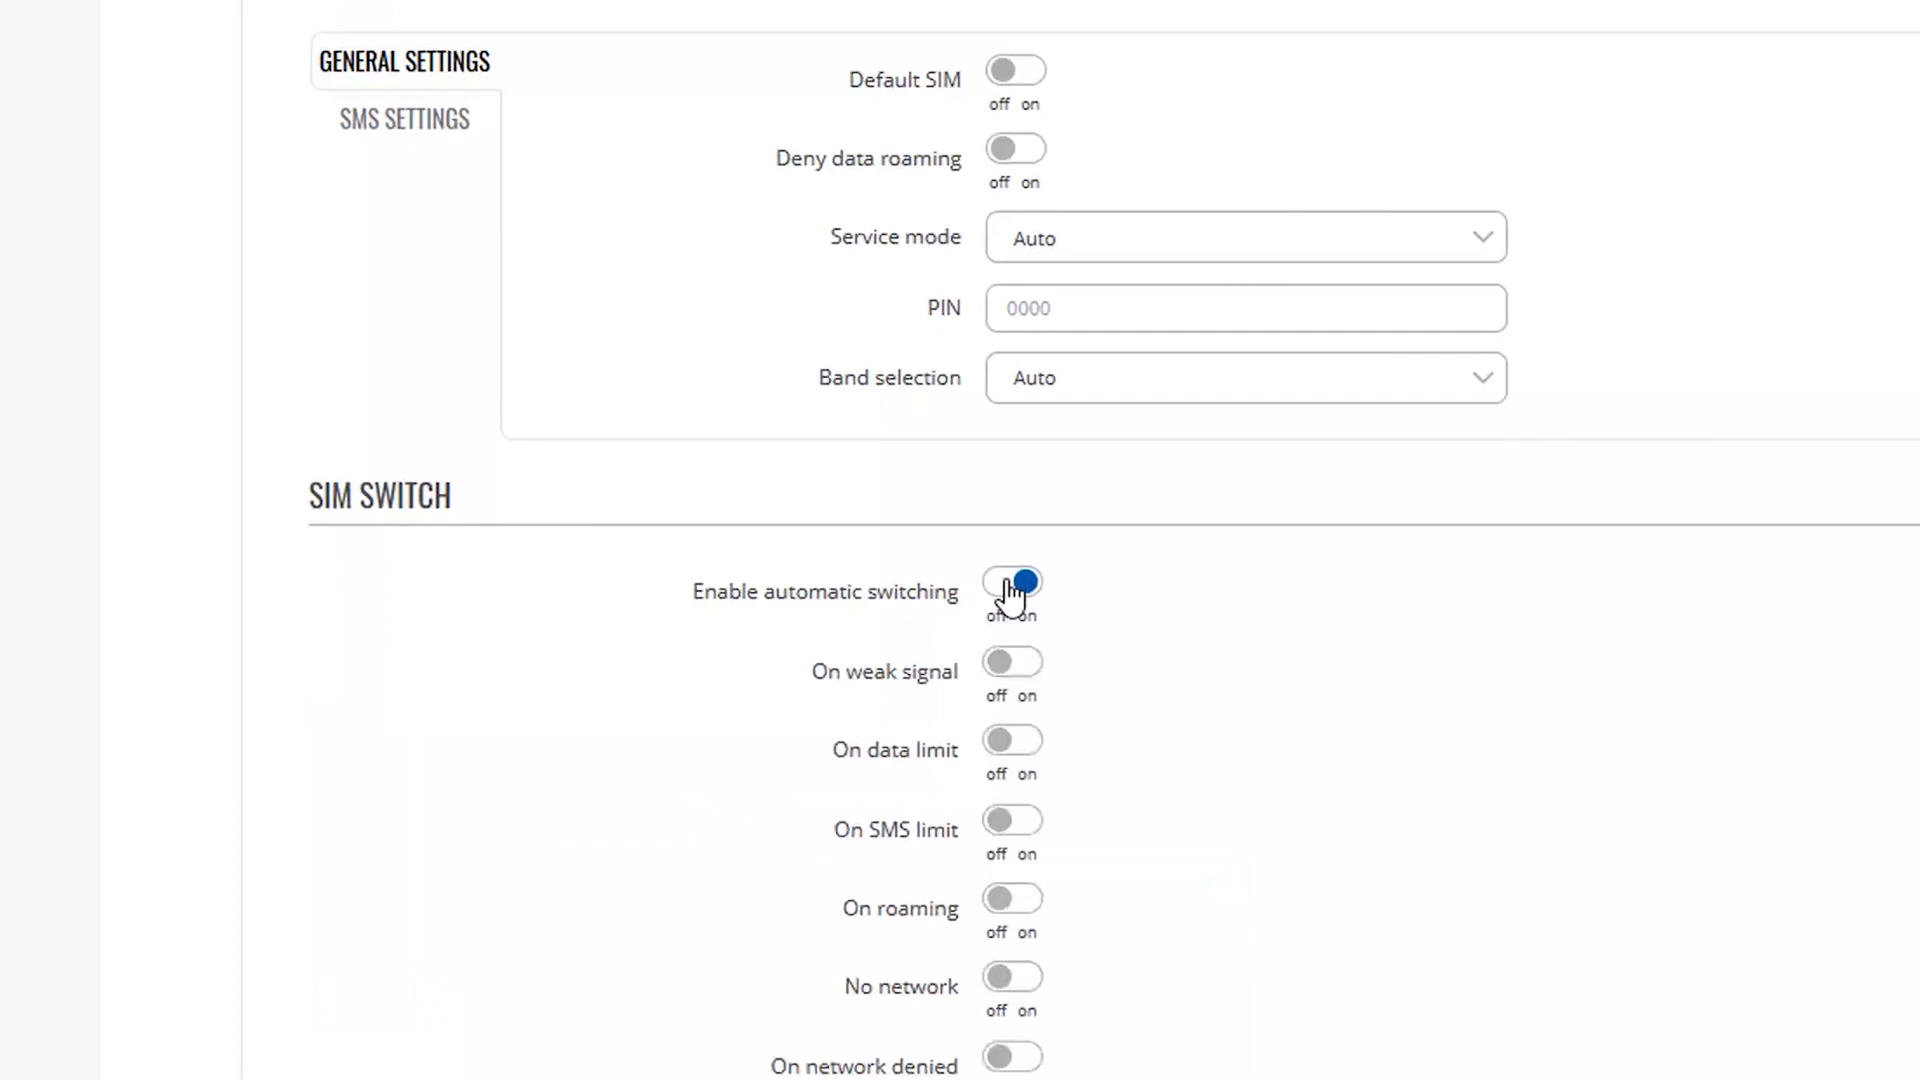 GENERAL SETTINGS
SMS SETTINGS
Default SIM
off on
Deny data roaming
off on
Service mode
Auto
PIN
0000
Band selection
Auto
SIM SWITCH
Enable automatic switching
off on
On weak signal
off on
On data limit
off on
On SMS limit
off on
On roaming
off on
No network
off on
On network denied